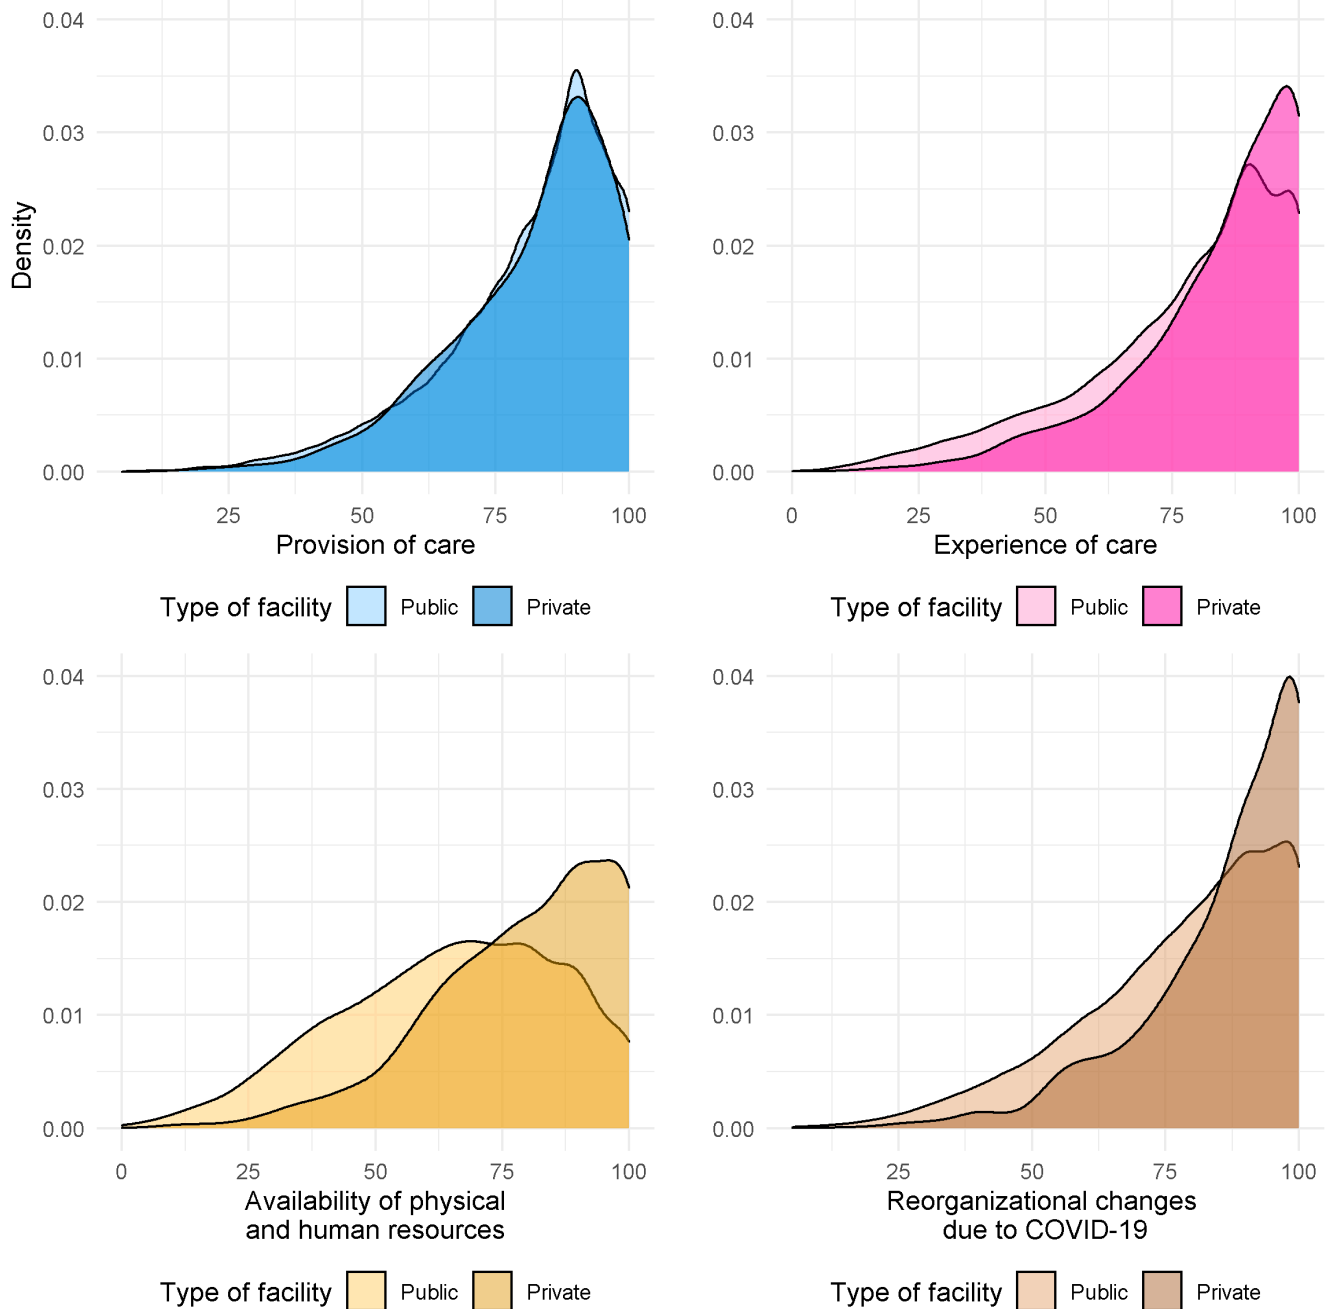 0.04
0.03
0.02
0.01
0.00
Density
25 50 75 100
Provision of care
Type of facility Public Private
0.04
0.03
0.02
0.01
0.00
0 25 50 75 100
Experience of care
Type of facility Public Private
0.04
0.03
0.02
0.01
0.00
0 25 50 75 100
Availability of physical
and human resources
Type of facility Public Private
0.04
0.03
0.02
0.01
0.00
25 50 75 100
Reorganizational changes
due to COVID-19
Type of facility Public Private